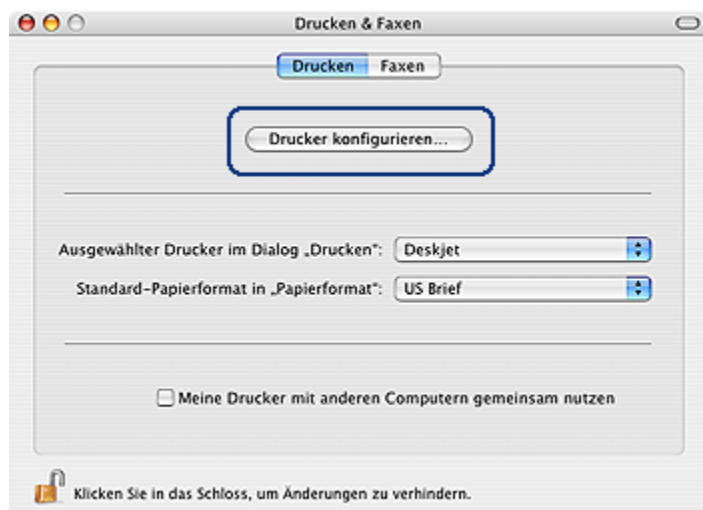 Drucken & Faxen
Drucken Faxen
Drucker konfigurieren...
Ausgewählter Drucker im Dialog „Drucken“: Deskjet
Standard-Papierformat in „Papierformat“: US Brief
Meine Drucker mit anderen Computern gemeinsam nutzen
Klicken Sie in das Schloss, um Änderungen zu verhindern.